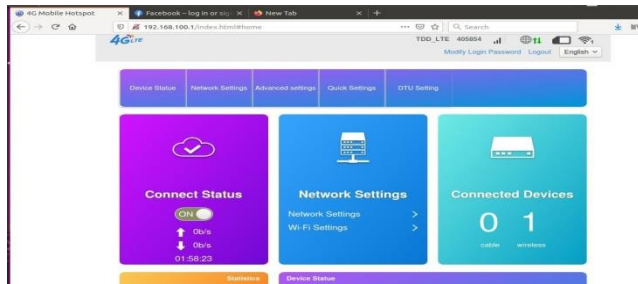 4G Mobile Hotspot
Facebook – log in or sig
New Tab
192.168.100.1/index.html#home
Search
4G LTE
TDD_LTE 405854
Modify Login Password Logout English
Device Status Network Settings Advanced settings Quick Settings DTU Setting
Connect Status
ON
0b/s
0b/s
01:58:23
Network Settings
Network Settings
Wi-Fi Settings
Connected Devices
0 1
cable wireless
Statistics
Device Status